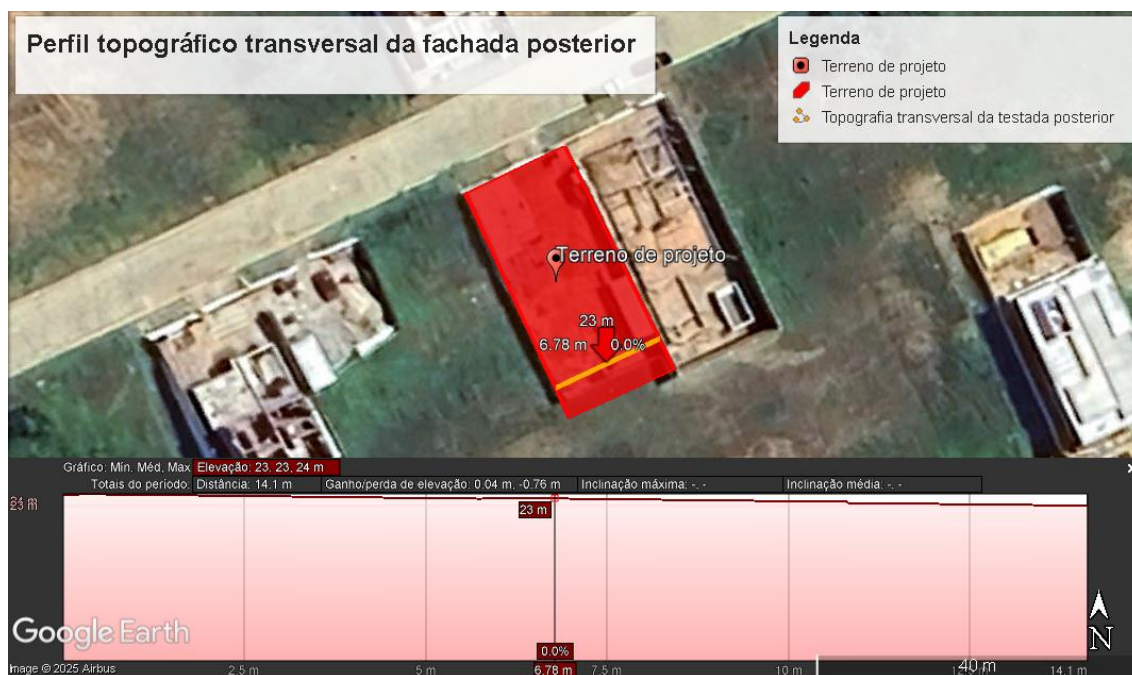 Perfil topográfico transversal da fachada posterior
Legenda
Terreno de projeto
Terreno de projeto
Topografia transversal da testada posterior
Terreno de projeto
23 m
6.78 m 0.0%
Gráfico: Mín. Méd, Max Elevação: 23, 23, 24 m
Totais do período: Distância: 14.1 m Ganho/perda de elevação: 0.04 m, -0.76 m Inclinação máxima: -, - Inclinação média: -, -
23 m
23 m
Google Earth
N
0.0%
Image © 2025 Airbus
2.5 m 5 m 6.78 m 7.5 m 10 m 40 m 14.1 m